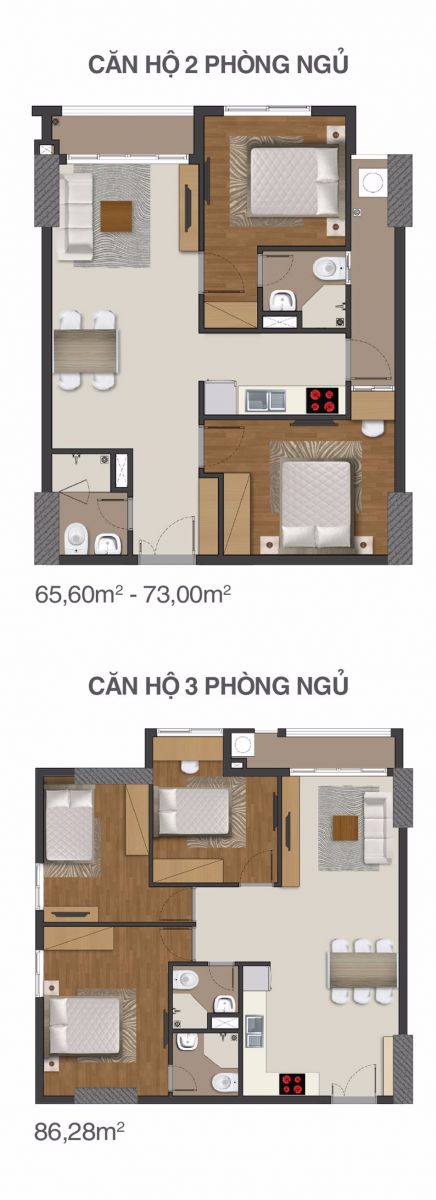 CĂN HỘ 2 PHÒNG NGỦ
65,60m² - 73,00m²
CĂN HỘ 3 PHÒNG NGỦ
86,28m²